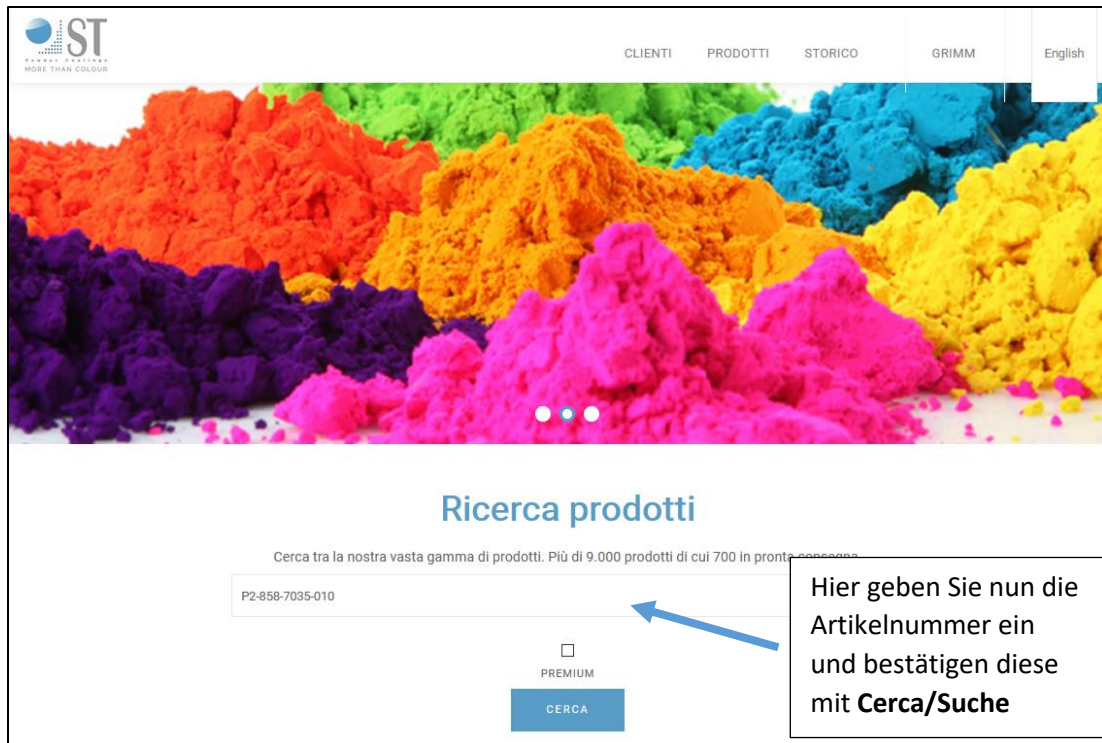 ST
Powder Coatings
MORE THAN COLOUR
CLIENTI PRODOTTI STORICO GRIMM English
Ricerca prodotti
Cerca tra la nostra vasta gamma di prodotti. Più di 9.000 prodotti di cui 700 in pronta consegna
P2-858-7035-010
PREMIUM
CERCA
Hier geben Sie nun die
Artikelnummer ein
und bestätigen diese
mit Cerca/Suche